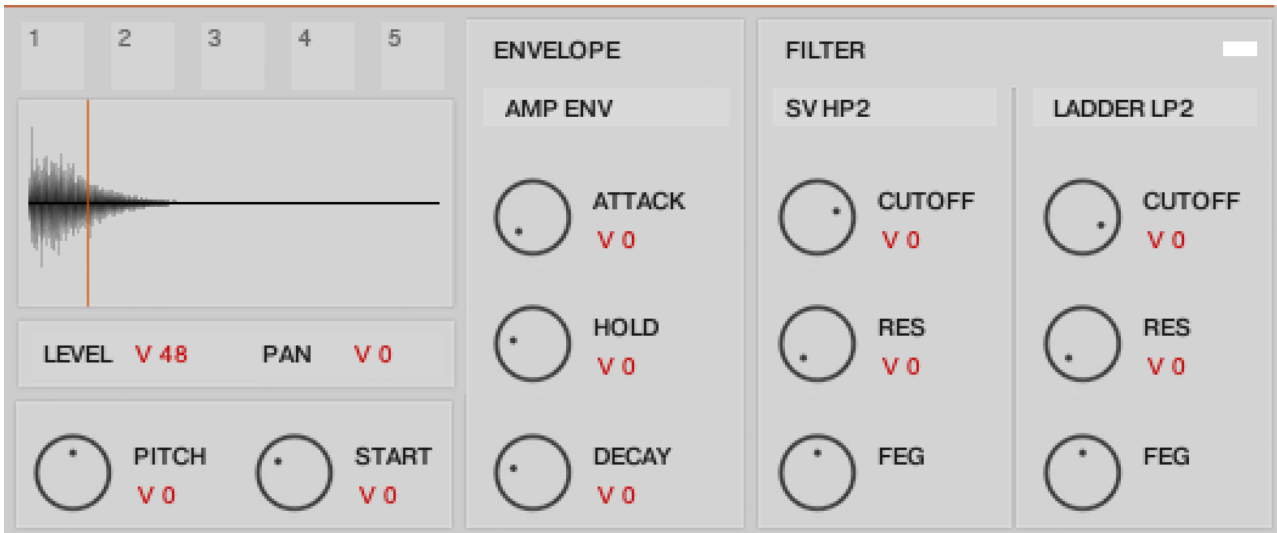 1 2 3 4 5
LEVEL V 48 PAN V 0
PITCH
V 0
START
V 0
ENVELOPE
AMP ENV
ATTACK
V 0
HOLD
V 0
DECAY
V 0
FILTER
SV HP2
CUTOFF
V 0
RES
V 0
FEG
LADDER LP2
CUTOFF
V 0
RES
V 0
FEG